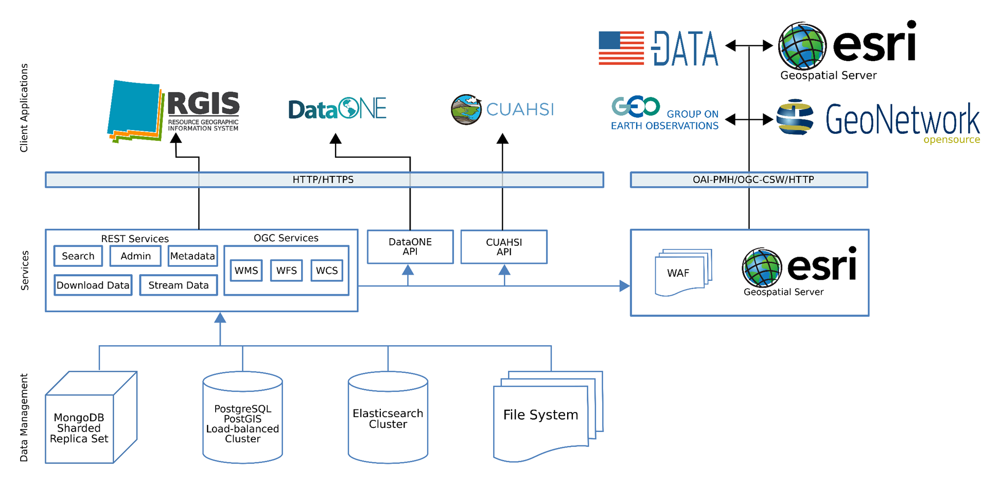 Client Applications
DATA
esri
Geospatial Server
RGIS
RESOURCE GEOGRAPHIC
INFORMATION SYSTEM
DataONE
CUAHSI
GEO
GROUP ON
EARTH OBSERVATIONS
GeoNetwork
opensource
HTTP/HTTPS
OAI-PMH/OGC-CSW/HTTP
Services
REST Services
Search
Admin
Metadata
Download Data
Stream Data
OGC Services
WMS
WFS
WCS
DataONE
API
CUAHSI
API
WAF
esri
Geospatial Server
Data Management
MongoDB
Sharded
Replica Set
PostgreSQL
PostGIS
Load-balanced
Cluster
Elasticsearch
Cluster
File System